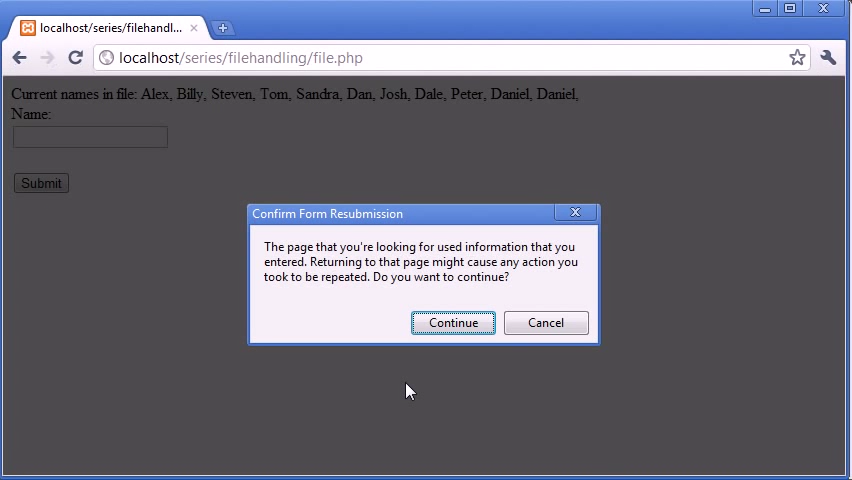 localhost/series/filehandl...
localhost/series/filehandling/file.php
Current names in file: Alex, Billy, Steven, Tom, Sandra, Dan, Josh, Dale, Peter, Daniel, Daniel,
Name:
Submit
Confirm Form Resubmission
The page that you're looking for used information that you
entered. Returning to that page might cause any action you
took to be repeated. Do you want to continue?
Continue Cancel